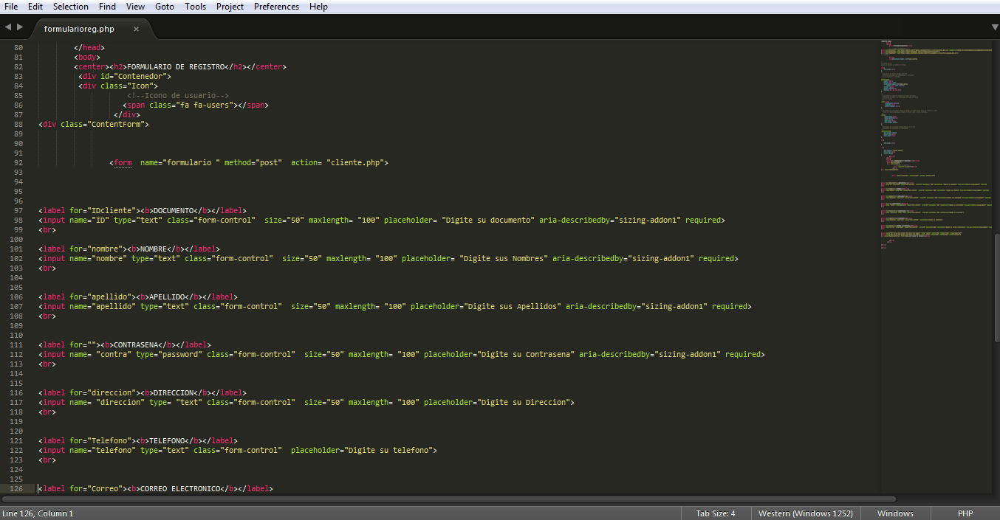 File Edit Selection Find View Goto Tools Project Preferences Help
formularioreg.php ×
80 </head>
81 <body>
82 <center><h2>FORMULARIO DE REGISTRO</h2></center>
83 <div id="Contenedor">
84 <div class="Icon">
85 <!--Icono de usuario-->
86 <span class="fa fa-users"></span>
87 </div>
88 <div class="ContentForm">
89
90
91
92 <form  name="formulario " method="post"  action= "cliente.php">
93
94
95
96
97 <label for="IDcliente"><b>DOCUMENTO</b></label>
98 <input name="ID" type="text" class="form-control"  size="50" maxlength= "100" placeholder= "Digite su documento" aria-describedby="sizing-addon1" required>
99 <br>
100
101 <label for="nombre"><b>NOMBRE</b></label>
102 <input name="nombre" type="text" class="form-control"  size="50" maxlength= "100" placeholder= "Digite sus Nombres" aria-describedby="sizing-addon1" required>
103 <br>
104
105
106 <label for="apellido"><b>APELLIDO</b></label>
107 <input name="apellido" type="text" class="form-control"  size="50" maxlength= "100" placeholder="Digite sus Apellidos" aria-describedby="sizing-addon1" required>
108 <br>
109
110
111 <label for=""><b>CONTRASENA</b></label>
112 <input name= "contra" type="password" class="form-control"  size="50" maxlength= "100" placeholder="Digite su Contrasena" aria-describedby="sizing-addon1" required>
113 <br>
114
115
116 <label for="direccion"><b>DIRECCION</b></label>
117 <input name= "direccion" type= "text" class="form-control"  size="50" maxlength= "100" placeholder="Digite su Direccion">
118 <br>
119
120
121 <label for="Telefono"><b>TELEFONO</b></label>
122 <input name="telefono" type="text" class="form-control"  placeholder="Digite su telefono">
123 <br>
124
125
126 <label for="Correo"><b>CORREO ELECTRONICO</b></label>
Line 126, Column 1 Tab Size: 4 Western (Windows 1252) Windows PHP